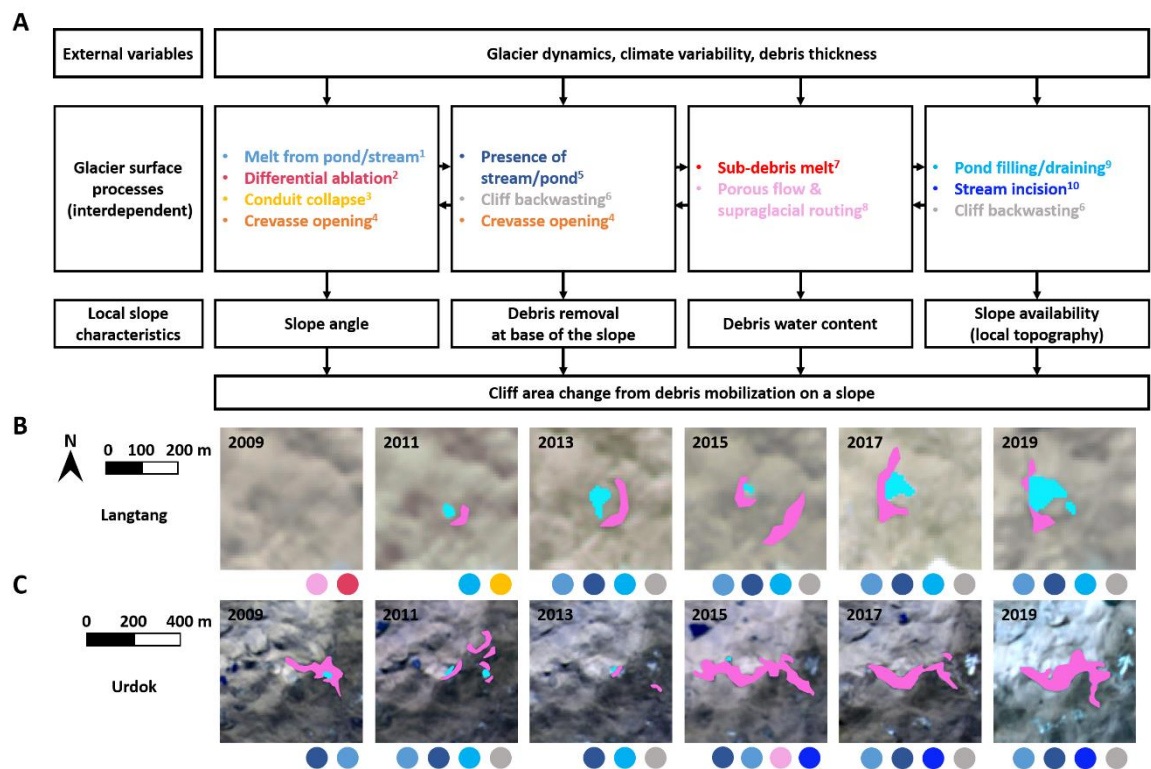 A
External variables
Glacier dynamics, climate variability, debris thickness
Glacier surface
processes
(interdependent)
• Melt from pond/stream¹
• Differential ablation²
• Conduit collapse³
• Crevasse opening⁴
• Presence of
stream/pond⁵
• Cliff backwasting⁶
• Crevasse opening⁴
• Sub-debris melt⁷
• Porous flow &
supraglacial routing⁸
• Pond filling/draining⁹
• Stream incision¹⁰
• Cliff backwasting⁶
Local slope
characteristics
Slope angle
Debris removal
at base of the slope
Debris water content
Slope availability
(local topography)
Cliff area change from debris mobilization on a slope
B
N
0 100 200 m
Langtang
2009
2011
2013
2015
2017
2019
C
0 200 400 m
Urdok
2009
2011
2013
2015
2017
2019